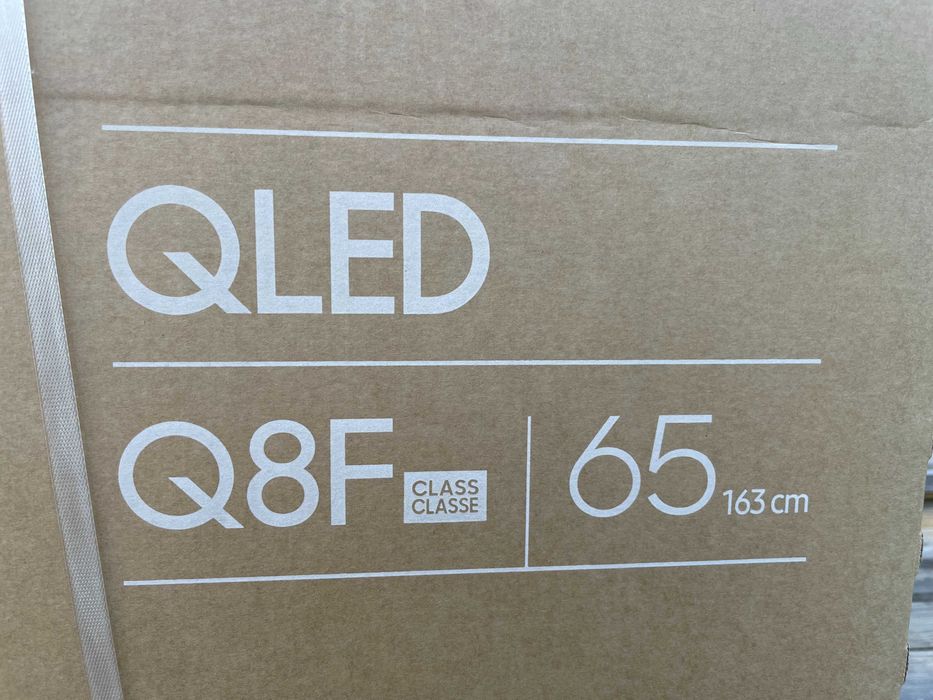 QLED
Q8F CLASS CLASSE 65 163 cm